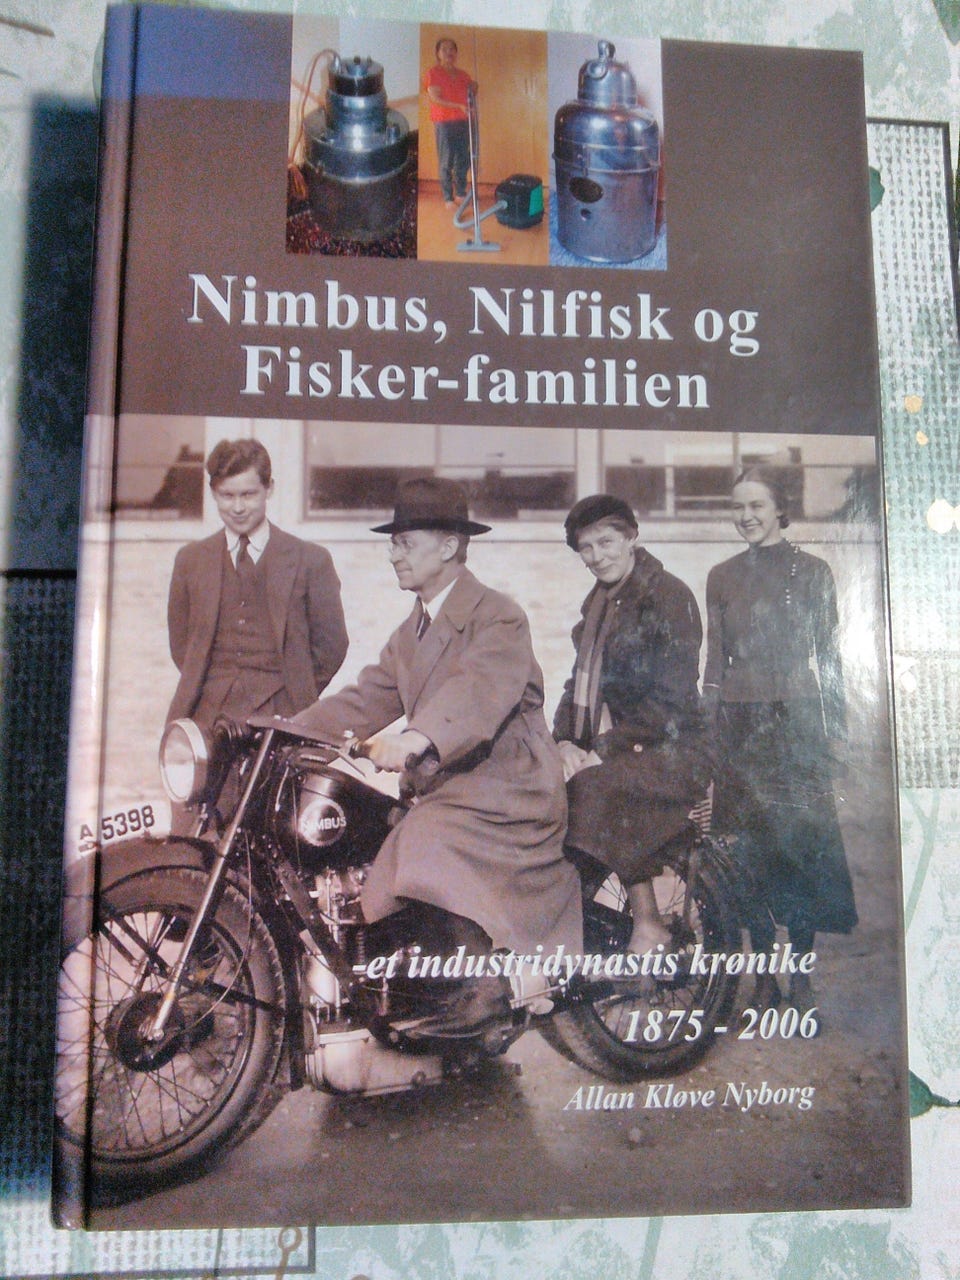 Nimbus, Nilfisk og
Fisker-familien
A 5398
NIMBUS
-et industridynastis krønike
1875 - 2006
Allan Kløve Nyborg